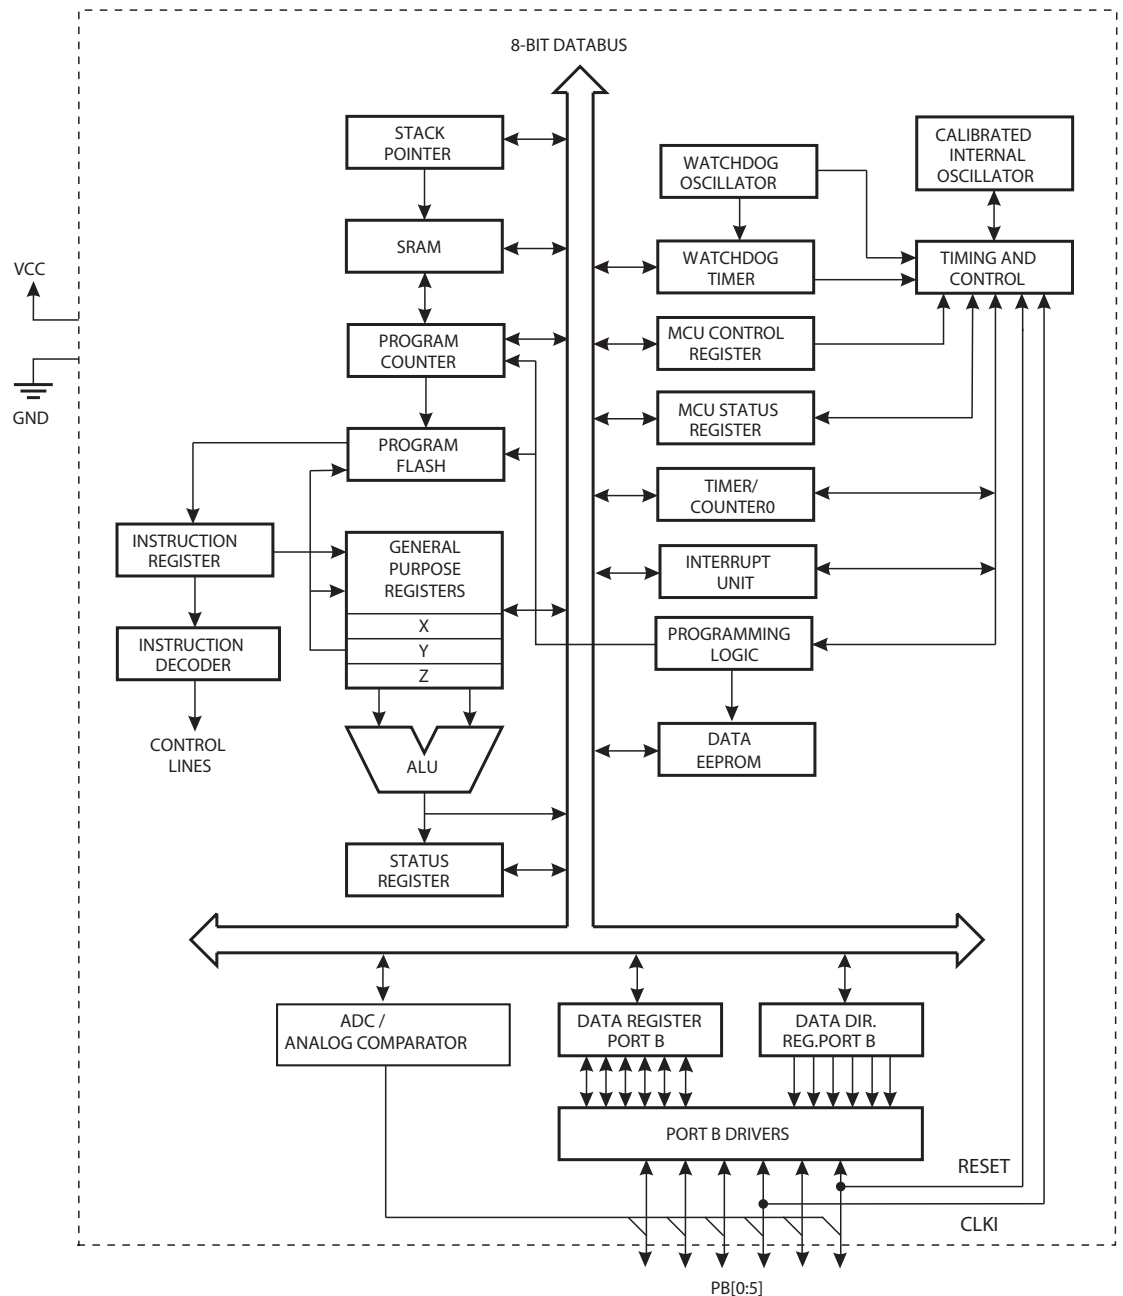 8-BIT DATABUS
STACK
POINTER
SRAM
PROGRAM
COUNTER
PROGRAM
FLASH
INSTRUCTION
REGISTER
INSTRUCTION
DECODER
CONTROL
LINES
GENERAL
PURPOSE
REGISTERS
X
Y
Z
ALU
STATUS
REGISTER
VCC
GND
WATCHDOG
OSCILLATOR
WATCHDOG
TIMER
MCU CONTROL
REGISTER
MCU STATUS
REGISTER
TIMER/
COUNTER0
INTERRUPT
UNIT
PROGRAMMING
LOGIC
DATA
EEPROM
CALIBRATED
INTERNAL
OSCILLATOR
TIMING AND
CONTROL
ADC /
ANALOG COMPARATOR
DATA REGISTER
PORT B
DATA DIR.
REG.PORT B
PORT B DRIVERS
RESET
CLKI
PB[0:5]